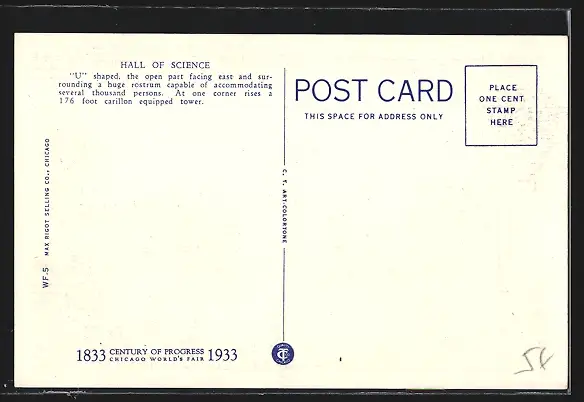 HALL OF SCIENCE
"U" shaped, the open part facing east and sur-
rounding a huge rostrum capable of accommodating
several thousand persons. At one corner rises a
176 foot carillon equipped tower.
POST CARD
THIS SPACE FOR ADDRESS ONLY
PLACE
ONE CENT
STAMP
HERE
WF-5 MAX RIGOT SELLING CO., CHICAGO
C. T. ART-COLORTONE
1833 CENTURY OF PROGRESS 1933
CHICAGO WORLD'S FAIR